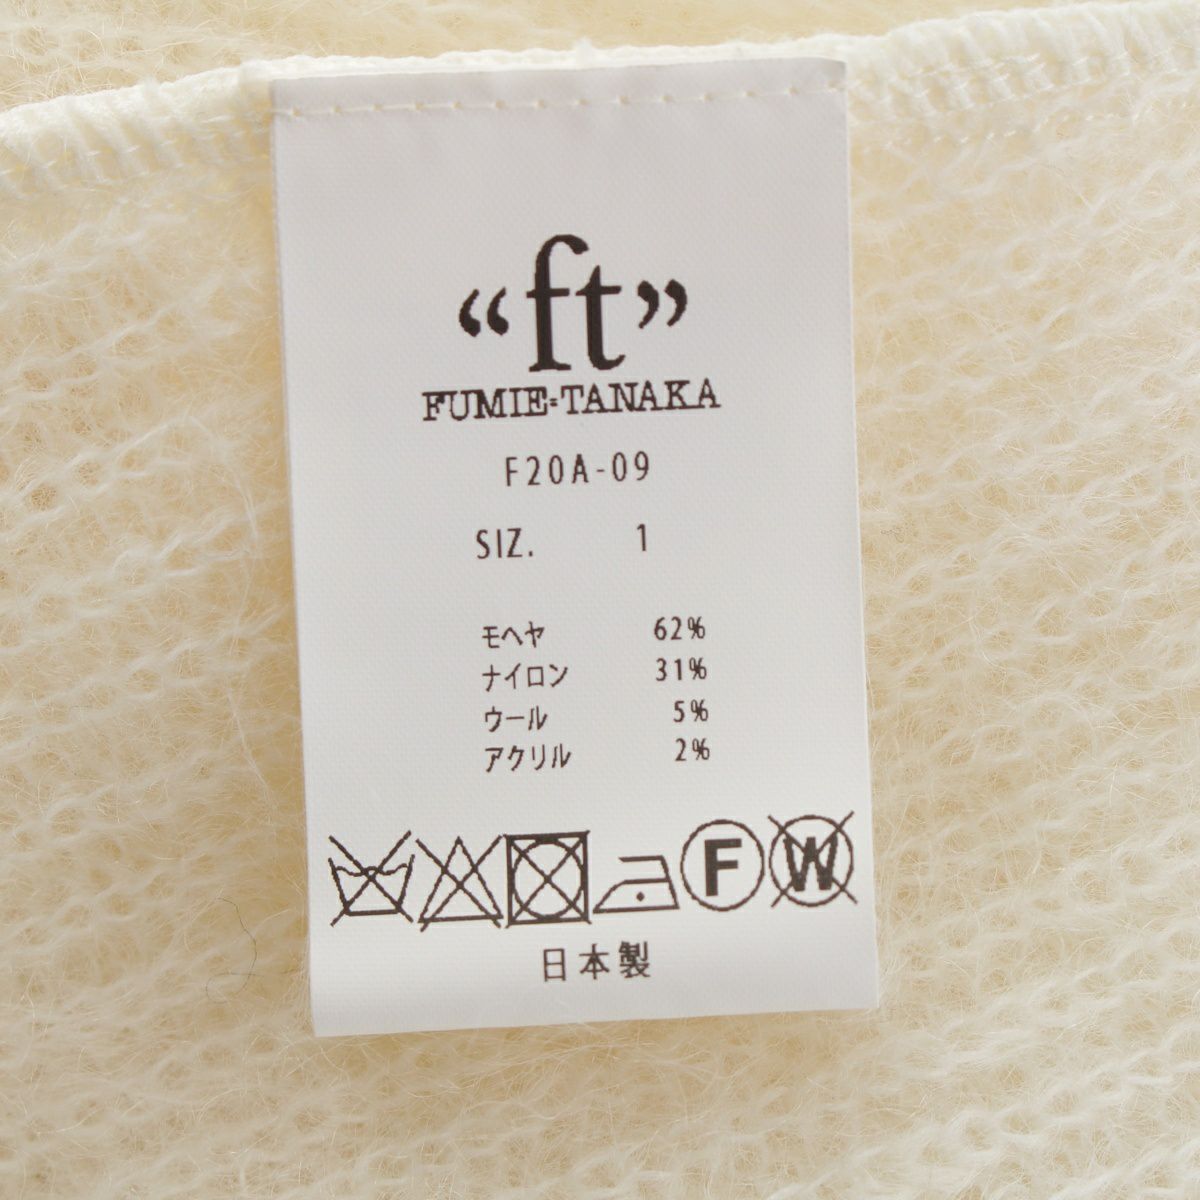 “ft”
FUMIE=TANAKA
F20A-09
SIZ. 1
モヘヤ 62%
ナイロン 31%
ウール 5%
アクリル 2%
F W
日本製